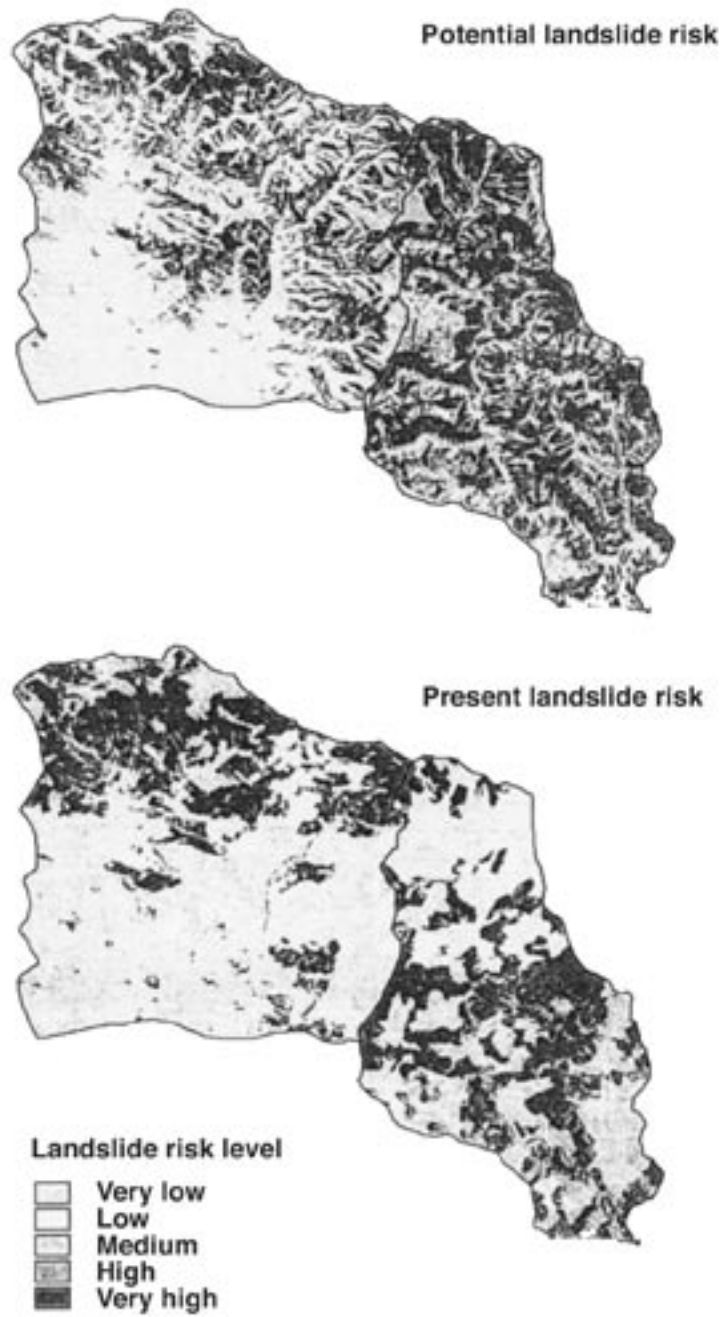 Potential landslide risk
Present landslide risk
Landslide risk level
Very low
Low
Medium
High
Very high